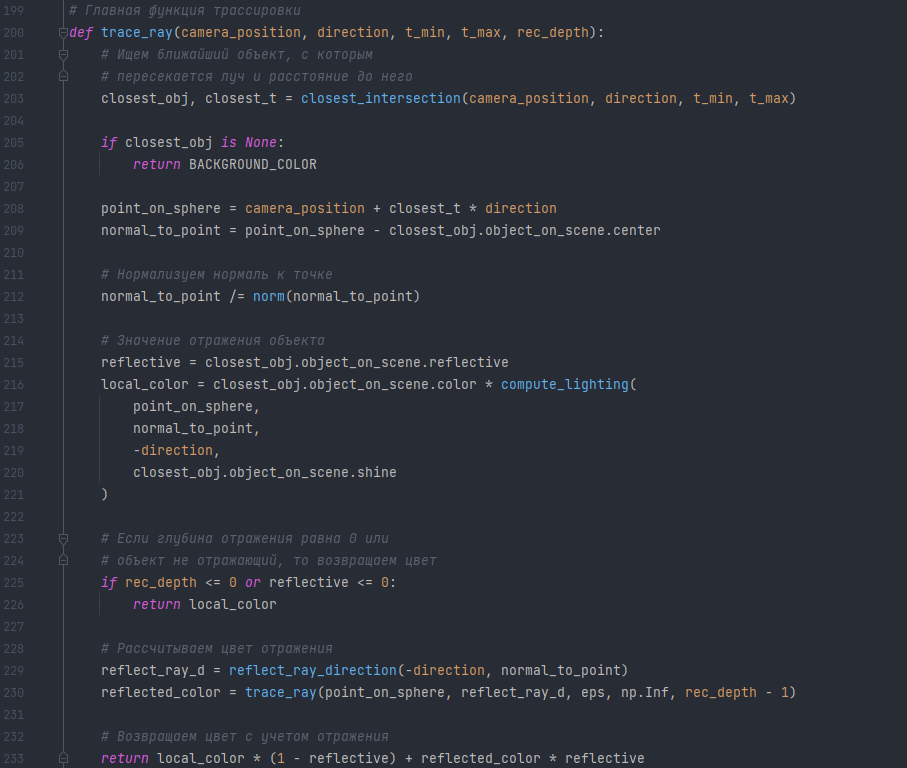 199 # Главная функция трассировки
200 def trace_ray(camera_position, direction, t_min, t_max, rec_depth):
201     # Ищем ближайший объект, с которым
202     # пересекается луч и расстояние до него
203     closest_obj, closest_t = closest_intersection(camera_position, direction, t_min, t_max)
204
205     if closest_obj is None:
206         return BACKGROUND_COLOR
207
208     point_on_sphere = camera_position + closest_t * direction
209     normal_to_point = point_on_sphere - closest_obj.object_on_scene.center
210
211     # Нормализуем нормаль к точке
212     normal_to_point /= norm(normal_to_point)
213
214     # Значение отражения объекта
215     reflective = closest_obj.object_on_scene.reflective
216     local_color = closest_obj.object_on_scene.color * compute_lighting(
217         point_on_sphere,
218         normal_to_point,
219         -direction,
220         closest_obj.object_on_scene.shine
221     )
222
223     # Если глубина отражения равна 0 или
224     # объект не отражающий, то возвращаем цвет
225     if rec_depth <= 0 or reflective <= 0:
226         return local_color
227
228     # Рассчитываем цвет отражения
229     reflect_ray_d = reflect_ray_direction(-direction, normal_to_point)
230     reflected_color = trace_ray(point_on_sphere, reflect_ray_d, eps, np.Inf, rec_depth - 1)
231
232     # Возвращаем цвет с учетом отражения
233     return local_color * (1 - reflective) + reflected_color * reflective